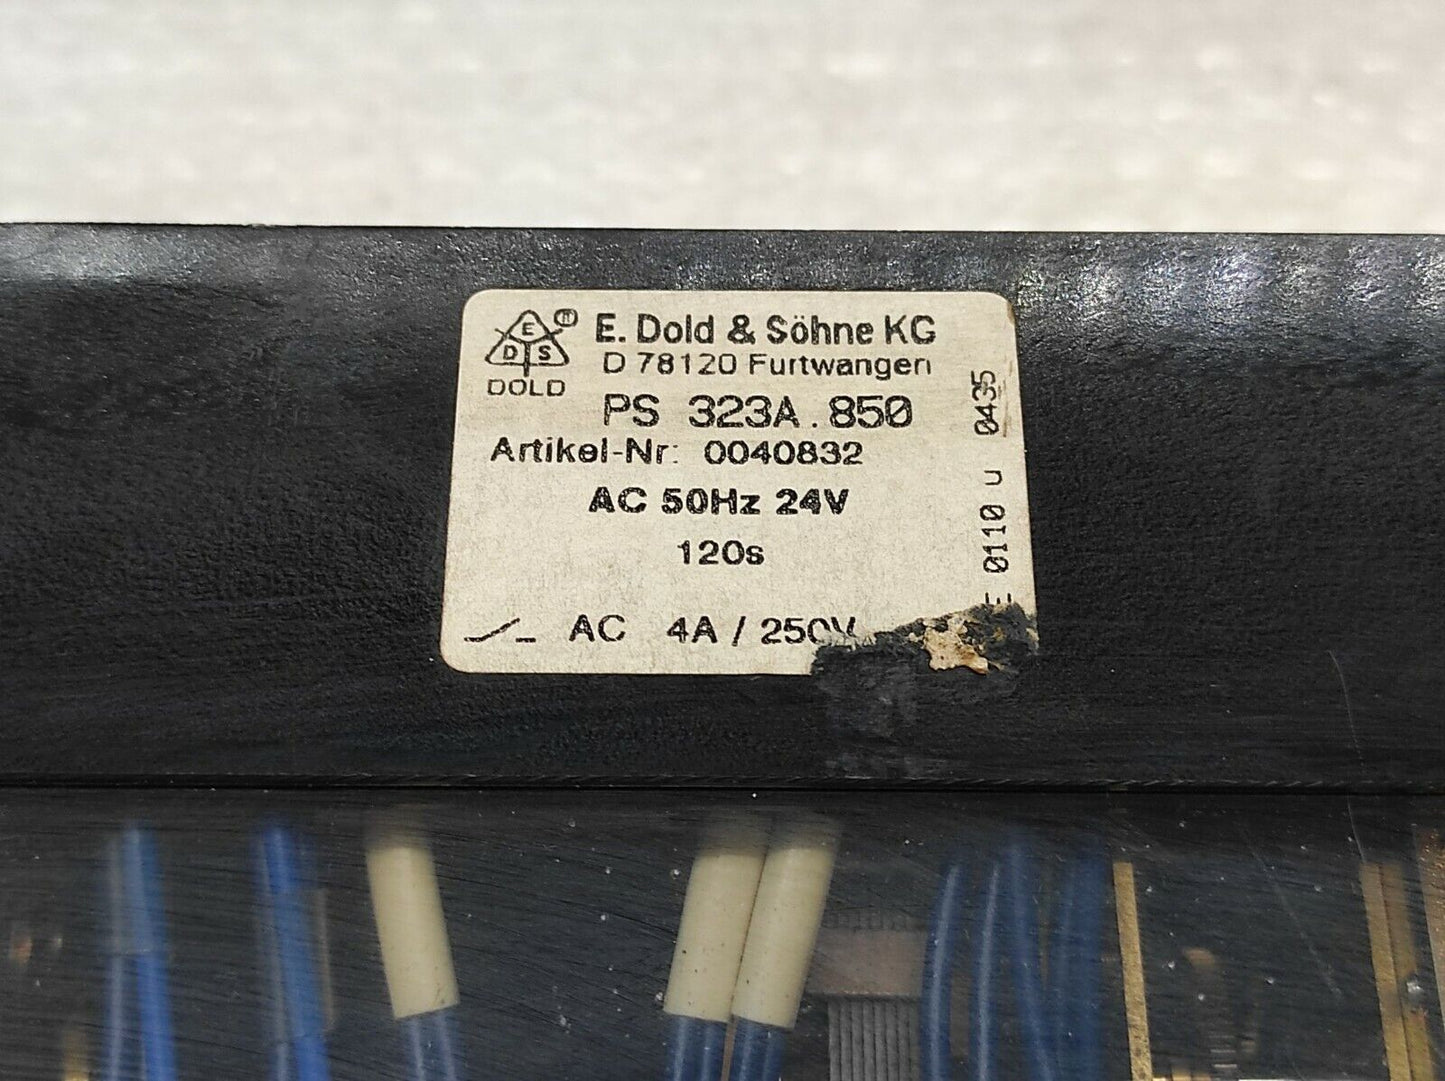 E
D S
®
DOLD
E. Dold & Söhne KG
D 78120 Furtwangen
PS 323A.850
Artikel-Nr: 0040832
AC 50Hz 24V
120s
AC 4A / 250V
E 0110 u 0435